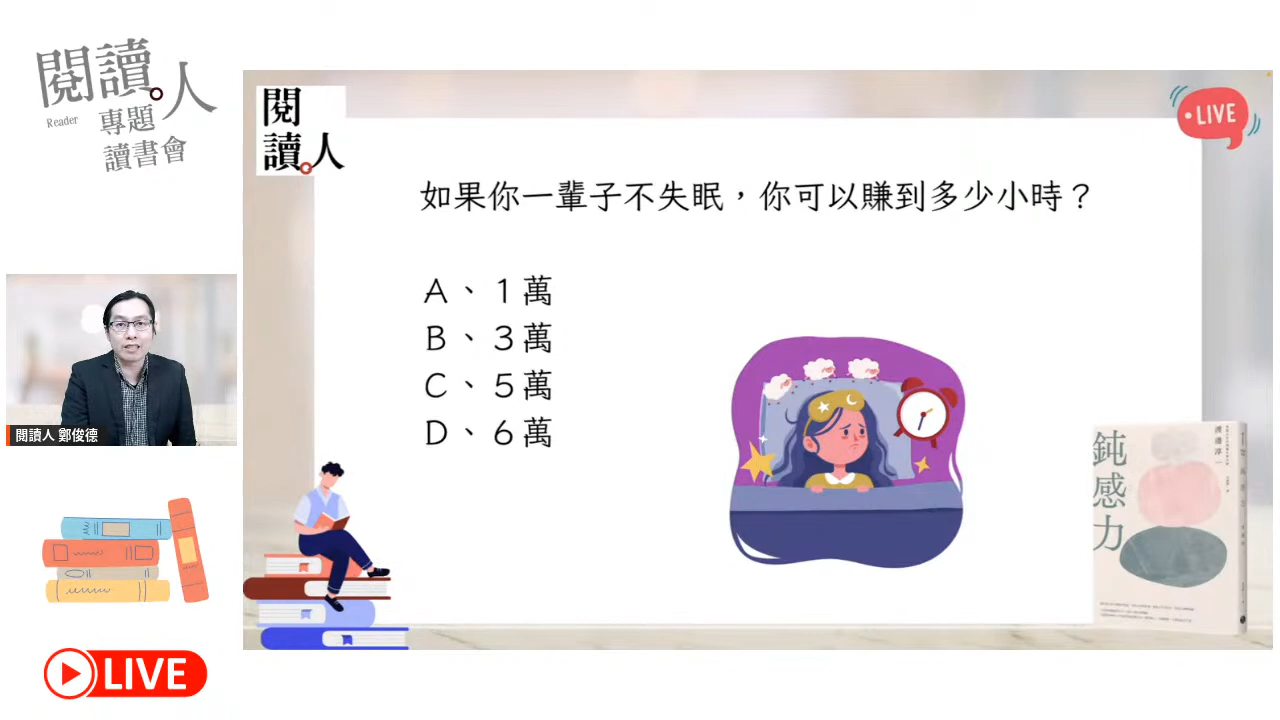 閱讀。人
Reader
專題
讀書會
閱
讀。人
LIVE
如果你一輩子不失眠，你可以賺到多少小時？
A、1萬
B、3萬
C、5萬
D、6萬
閱讀人 鄭俊德
鈍感力
渡邊淳一
LIVE